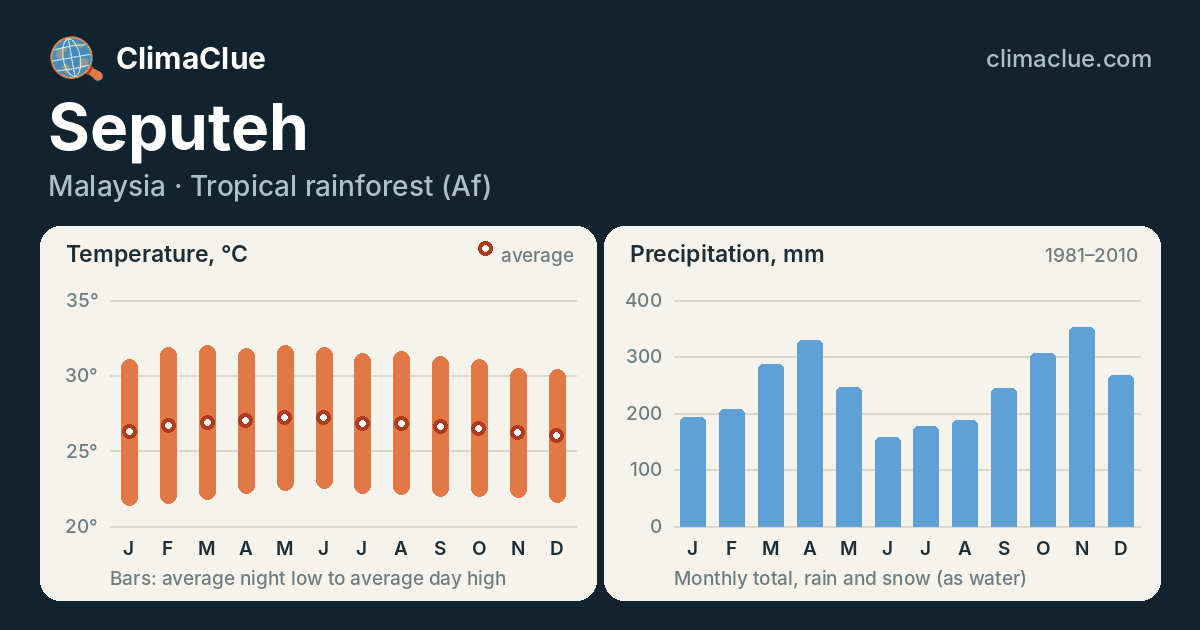 ClimaClue
climaclue.com
Seputeh
Malaysia · Tropical rainforest (Af)
Temperature, °C
average
35°
30°
25°
20°
J F M A M J J A S O N D
Bars: average night low to average day high
Precipitation, mm
1981–2010
400
300
200
100
0
J F M A M J J A S O N D
Monthly total, rain and snow (as water)